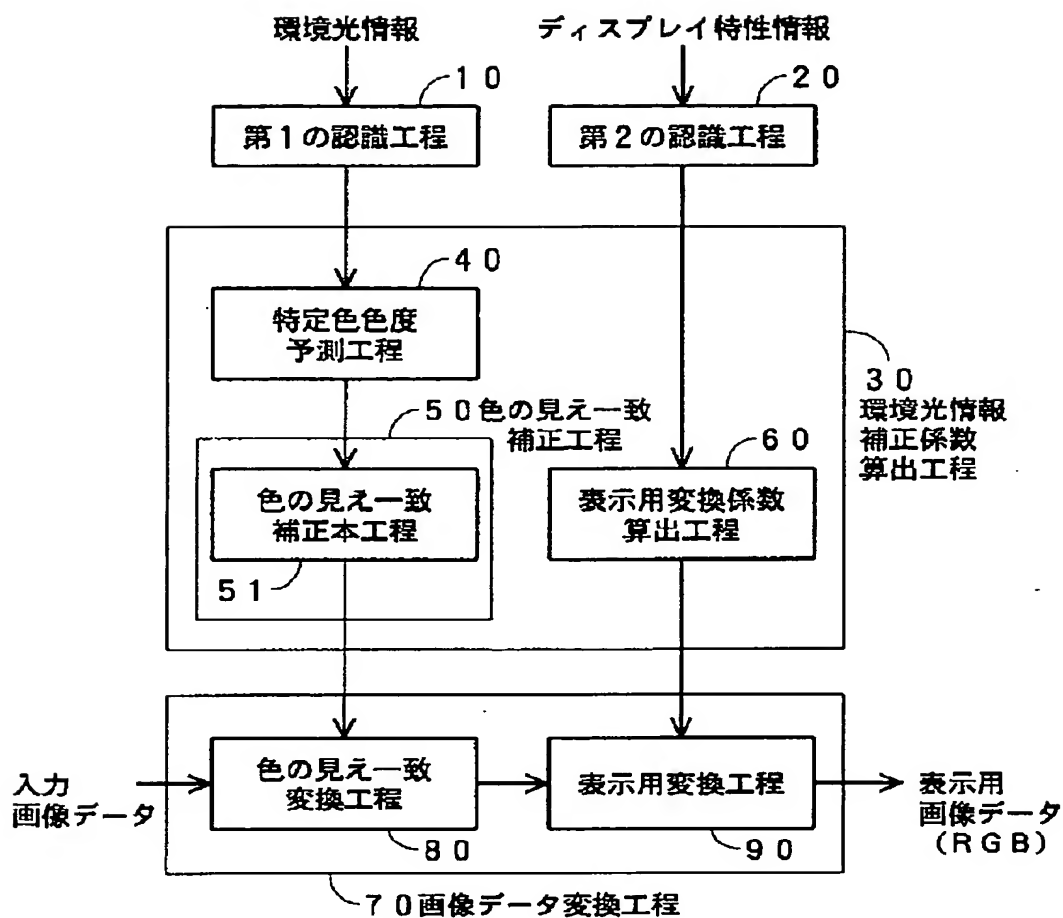 環境光情報
ディスプレイ特性情報
10
20
第1の認識工程
第2の認識工程
40
特定色色度
予測工程
30
環境光情報
補正係数
算出工程
50色の見え一致
補正工程
60
色の見え一致
補正本工程
表示用変換係数
算出工程
51
入力
画像データ
色の見え一致
変換工程
表示用変換工程
表示用
画像データ
(RGB)
80
90
70画像データ変換工程